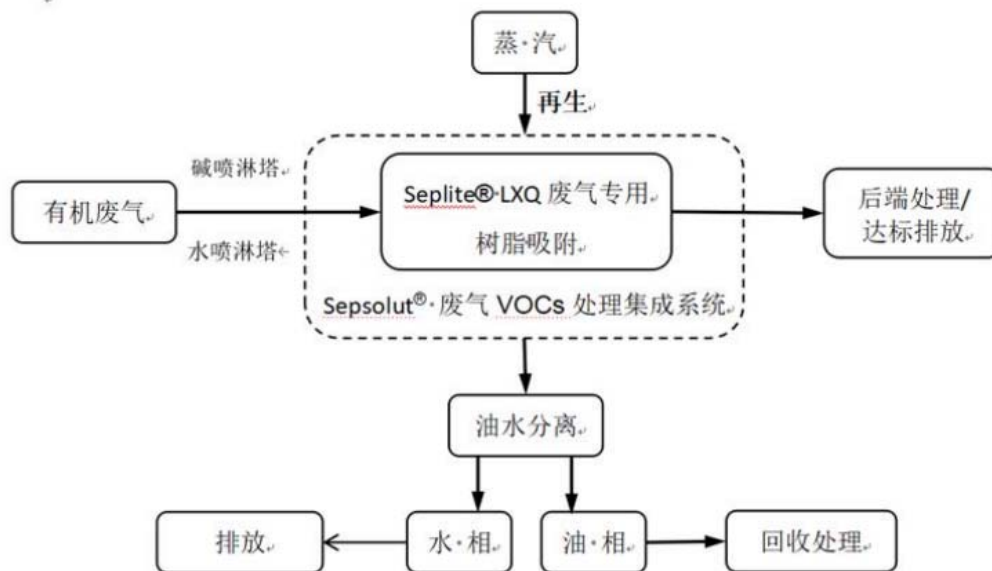 蒸·汽
再生
碱喷淋塔
有机废气
水喷淋塔
Seplite®·LXQ 废气专用
树脂吸附
后端处理/
达标排放
Sepsolut®·废气 VOCs 处理集成系统
油水分离
排放
水·相
油·相
回收处理